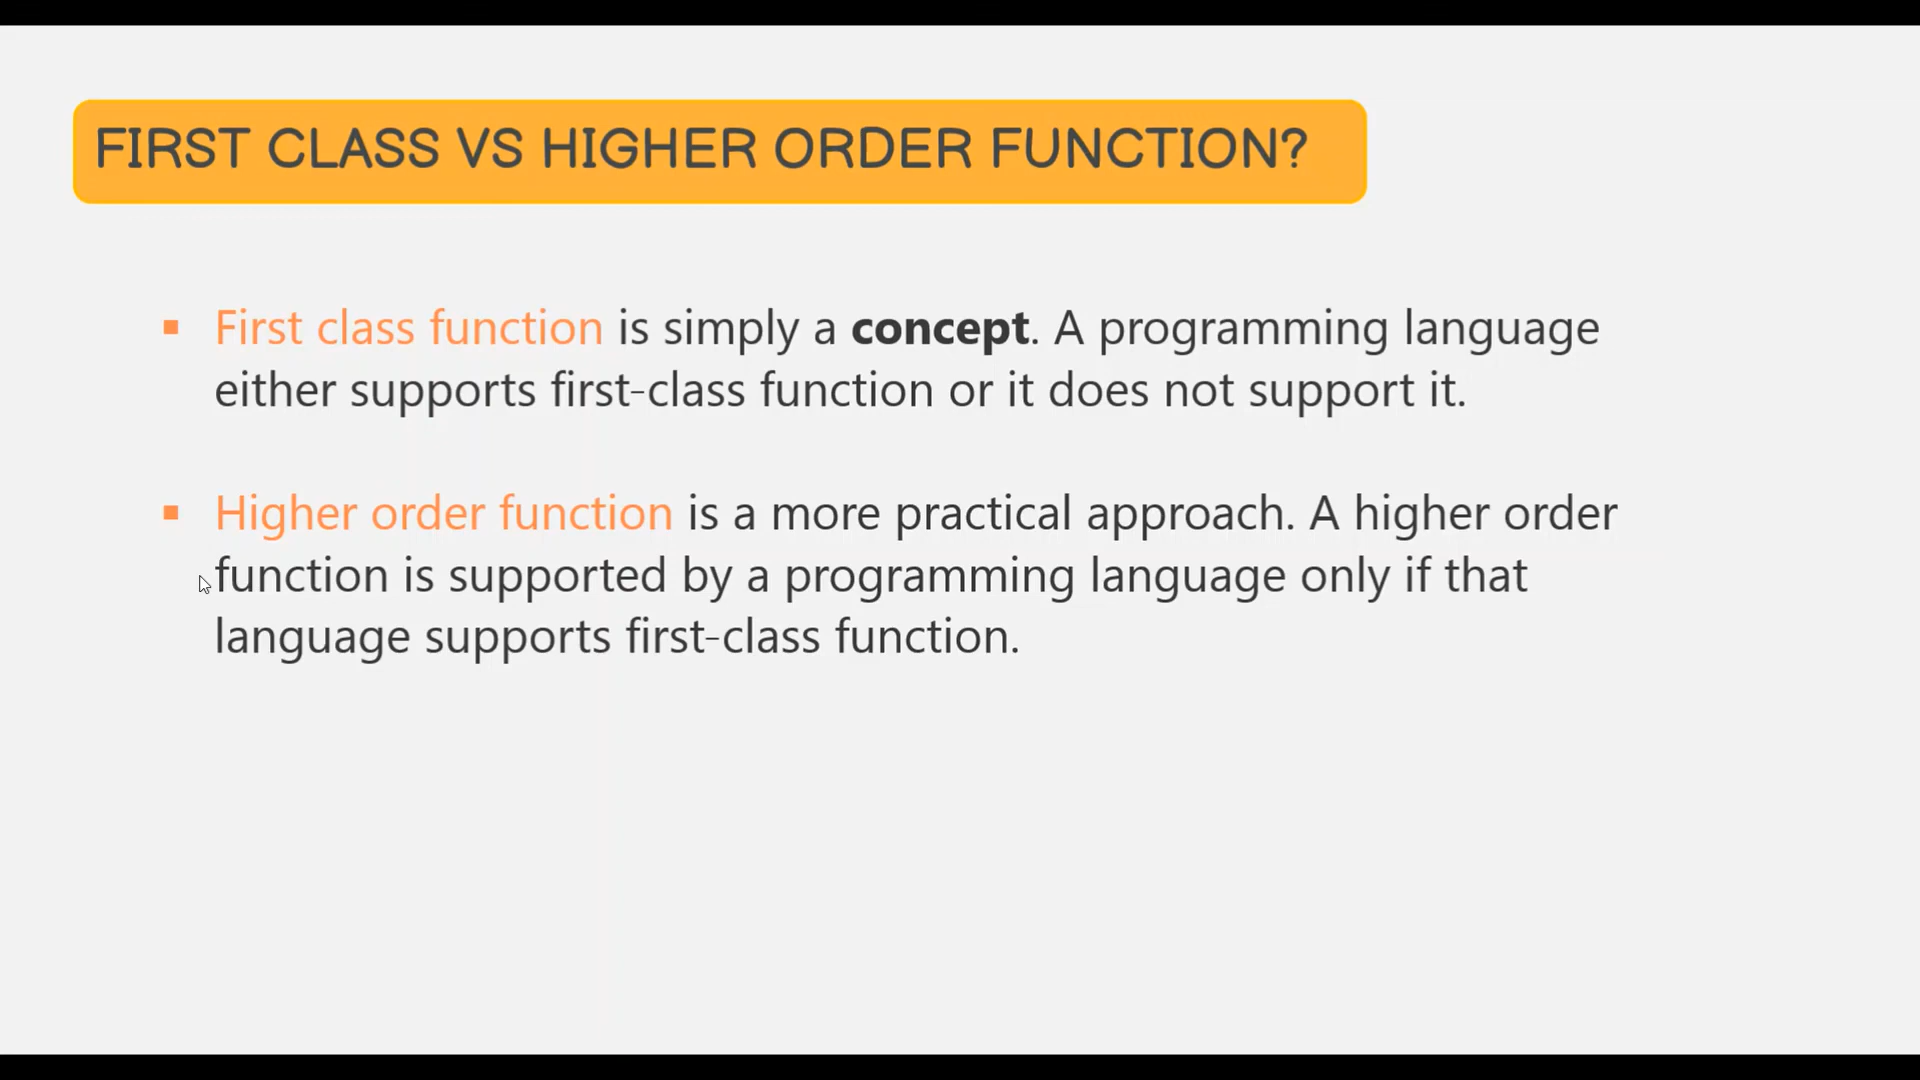 FIRST CLASS VS HIGHER ORDER FUNCTION?
First class function is simply a concept. A programming language
either supports first-class function or it does not support it.
Higher order function is a more practical approach. A higher order
function is supported by a programming language only if that
language supports first-class function.